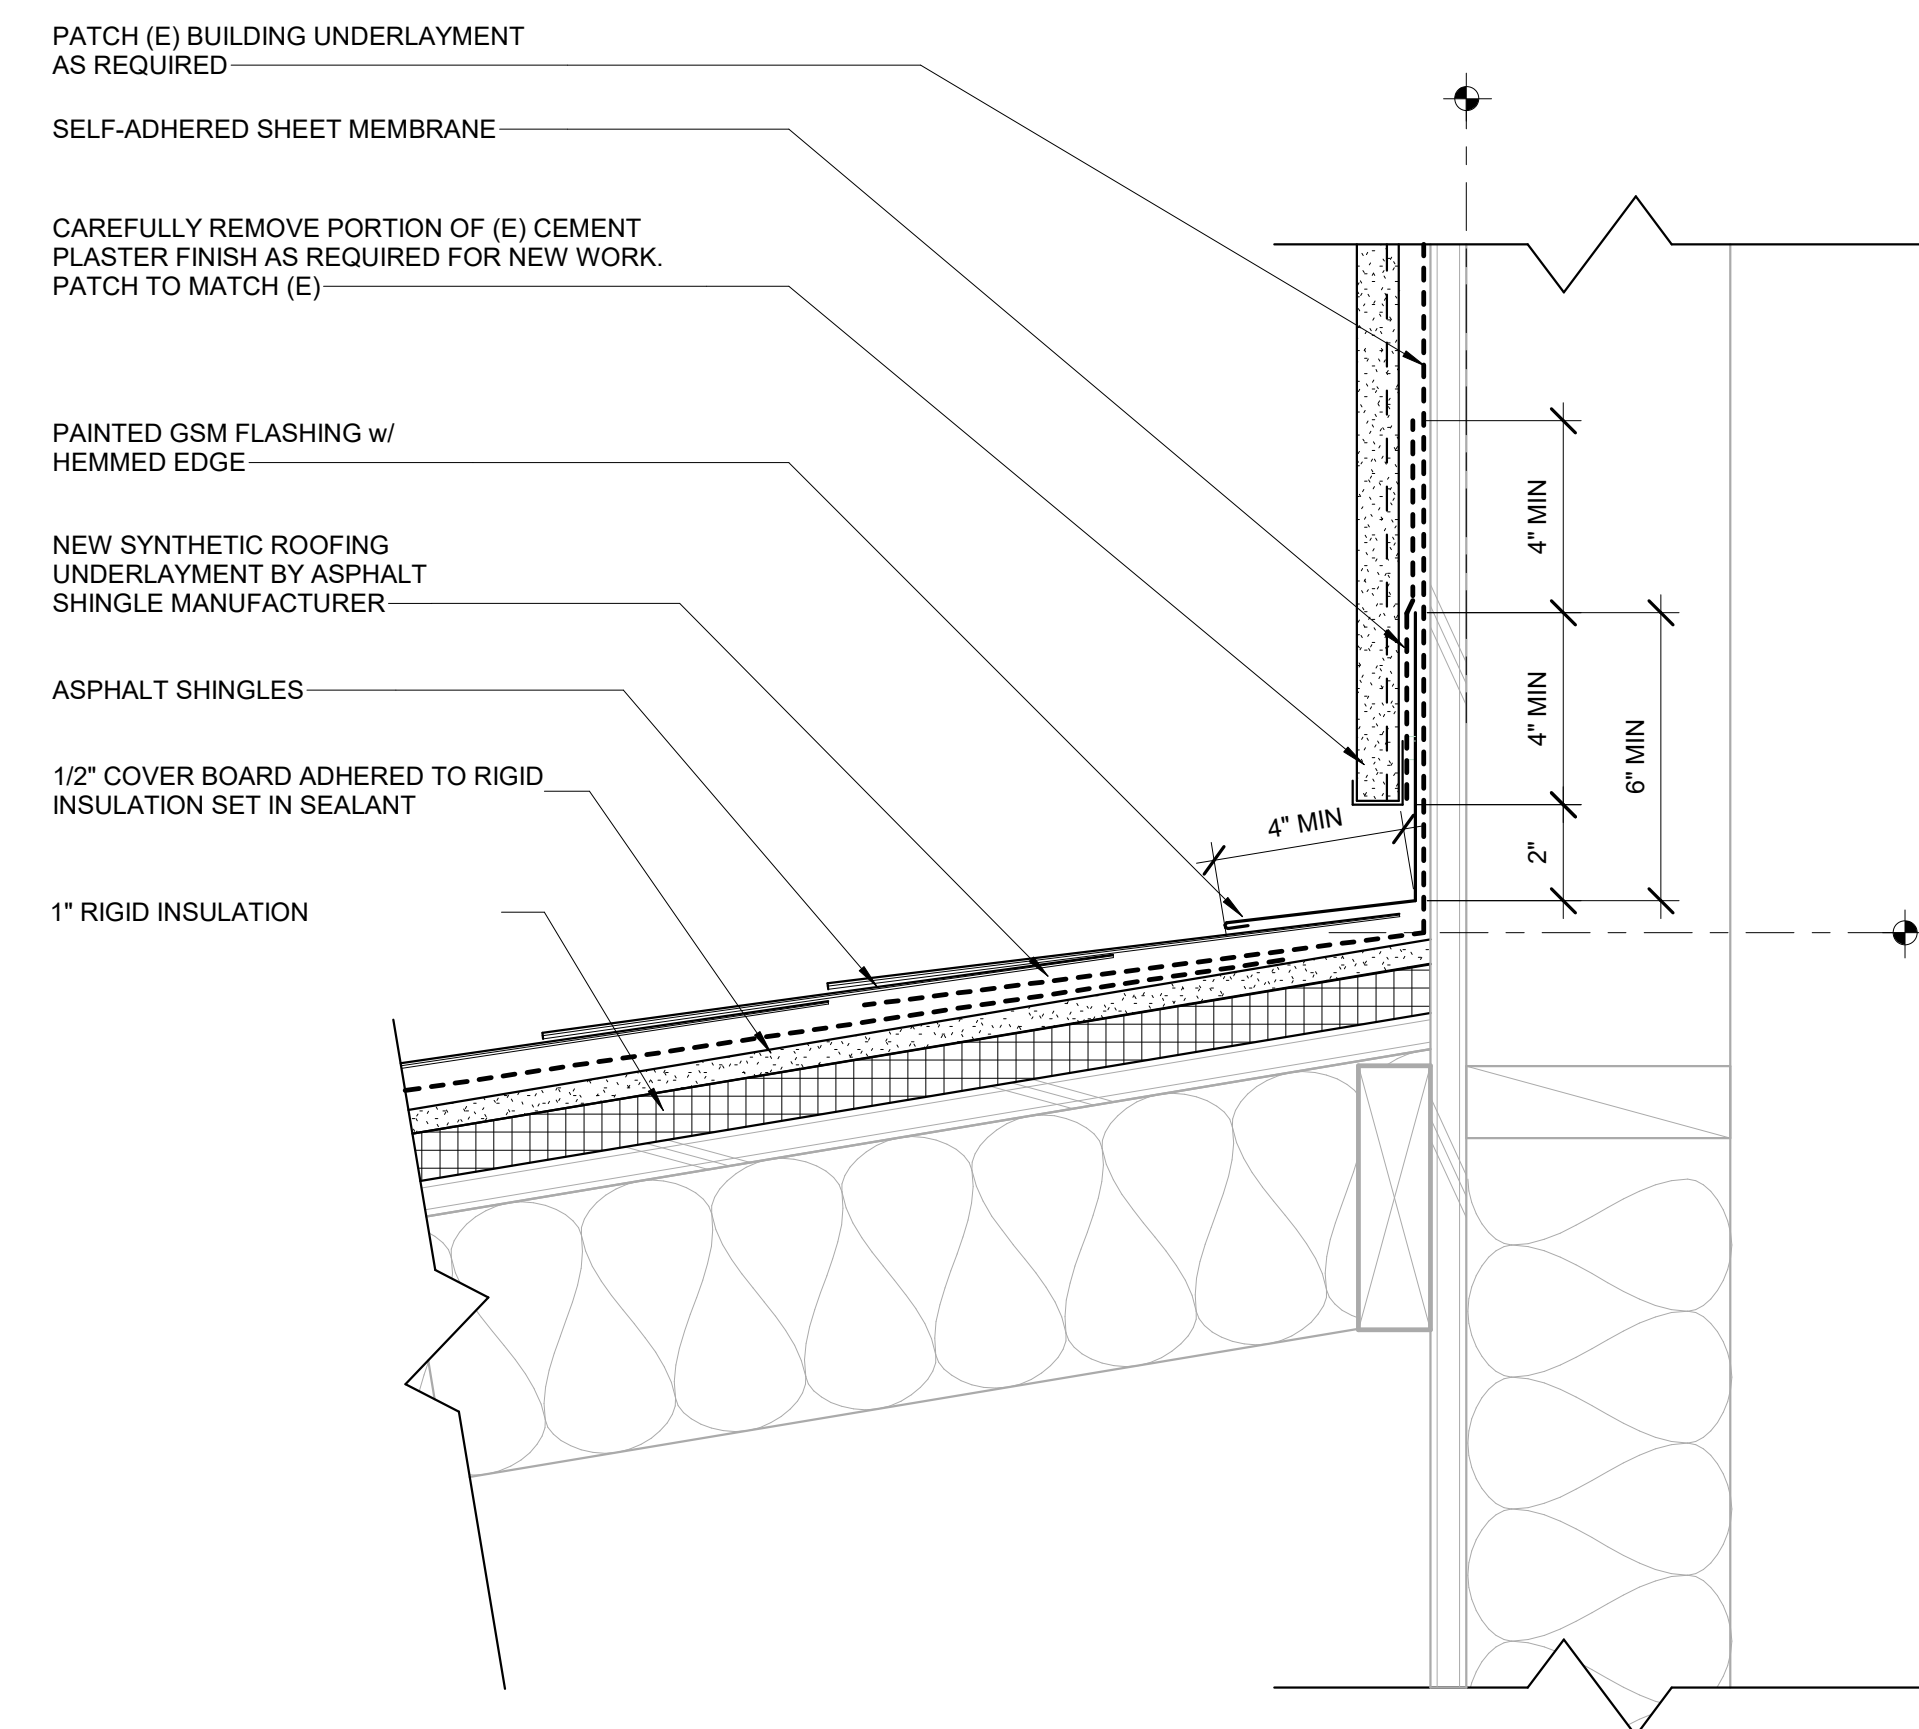 PATCH (E) BUILDING UNDERLAYMENT
AS REQUIRED
SELF-ADHERED SHEET MEMBRANE
CAREFULLY REMOVE PORTION OF (E) CEMENT
PLASTER FINISH AS REQUIRED FOR NEW WORK.
PATCH TO MATCH (E)
PAINTED GSM FLASHING w/
HEMMED EDGE
NEW SYNTHETIC ROOFING
UNDERLAYMENT BY ASPHALT
SHINGLE MANUFACTURER
ASPHALT SHINGLES
1/2" COVER BOARD ADHERED TO RIGID
INSULATION SET IN SEALANT
1" RIGID INSULATION
4" MIN
4" MIN
4" MIN
6" MIN
2"